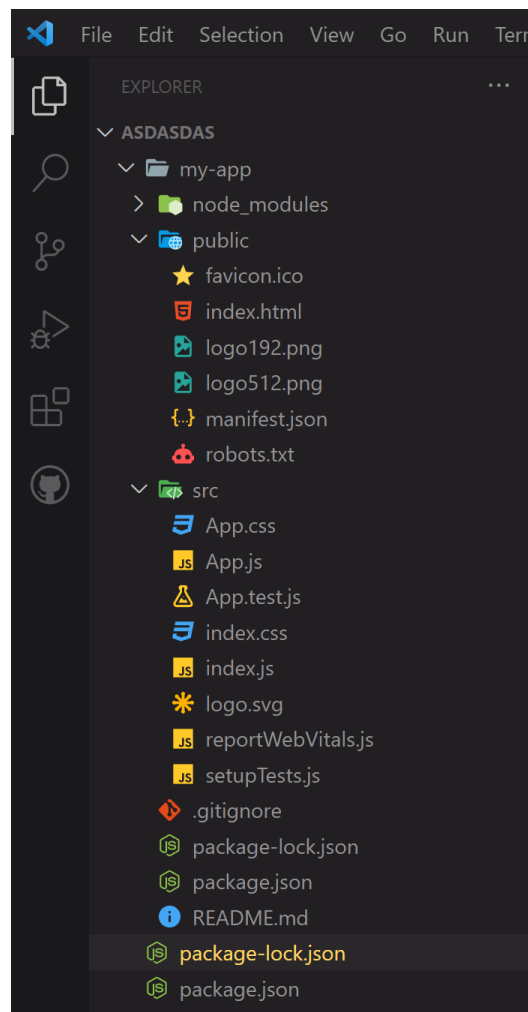 File Edit Selection View Go Run
EXPLORER
ASDASDAS
my-app
node_modules
public
favicon.ico
index.html
logo192.png
logo512.png
manifest.json
robots.txt
src
App.css
App.js
App.test.js
index.css
index.js
logo.svg
reportWebVitals.js
setupTests.js
.gitignore
package-lock.json
package.json
README.md
package-lock.json
package.json